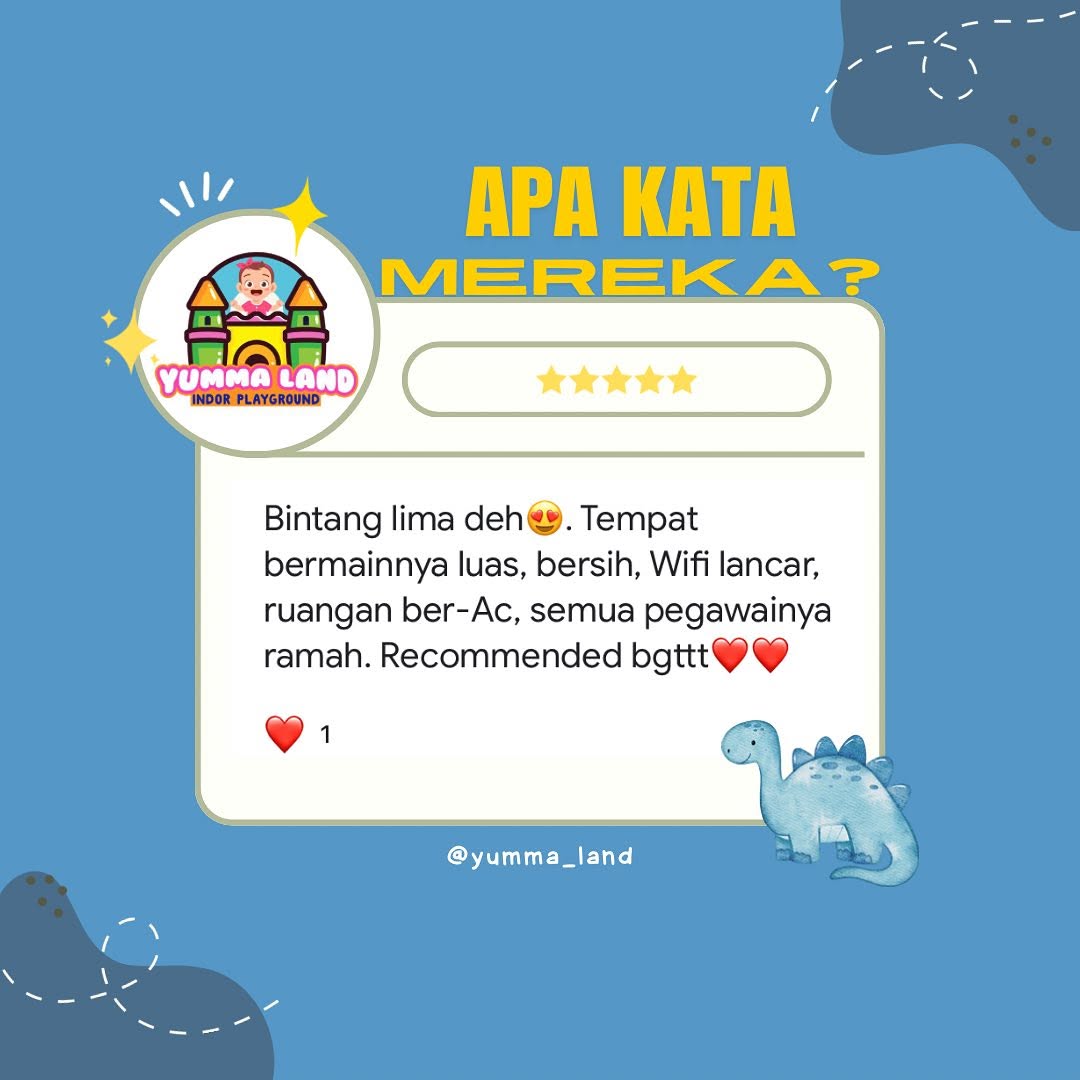 APA KATA
MEREKA?
YUMMA LAND
INDOR PLAYGROUND
Bintang lima deh😍. Tempat
bermainnya luas, bersih, Wifi lancar,
ruangan ber-Ac, semua pegawainya
ramah. Recommended bgttt❤️❤️
❤️ 1
@yumma_land